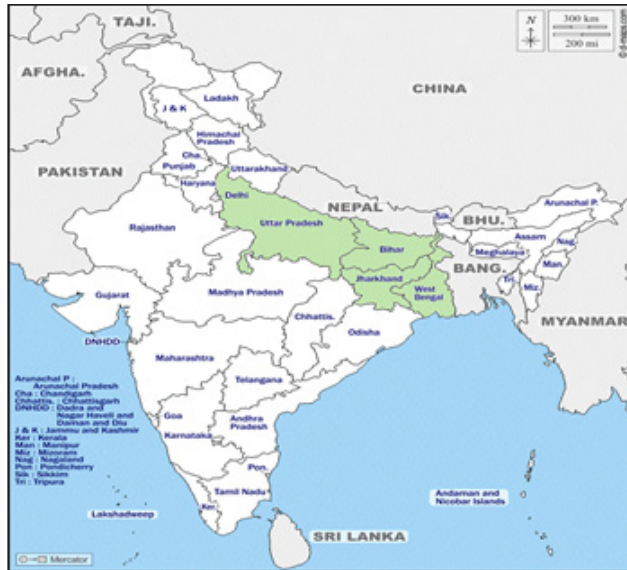 TAJI.
N
300 km
200 mi
© d-maps.com
AFGHA.
Ladakh
J & K
CHINA
Himachal
Pradesh
Cha.
Punjab
Uttarakhand
PAKISTAN
Haryana
Delhi
Arunachal P.
NEPAL
Sik.
BHU.
Uttar Pradesh
Rajasthan
Assam
Nag.
Bihar
Meghalaya
BANG.
Man.
Jharkhand
Tri.
Miz.
West
Bengal
Gujarat
Madhya Pradesh
Chhattis.
MYANMAR
Odisha
DNHDD
Maharashtra
Telangana
Arunachal P :
Arunachal Pradesh
Cha : Chandigarh
Chhattis. : Chhattisgarh
DNHDD : Dadra and
Nagar Haveli and
Daman and Diu
J & K : Jammu and Kashmir
Ker : Kerala
Man : Manipur
Miz : Mizoram
Nag : Nagaland
Pon : Pondicherry
Sik : Sikkim
Tri : Tripura
Goa
Karnataka
Andhra
Pradesh
Pon.
Tamil Nadu
Ker.
Lakshadweep
Andaman and
Nicobar Islands
SRI LANKA
Mercator